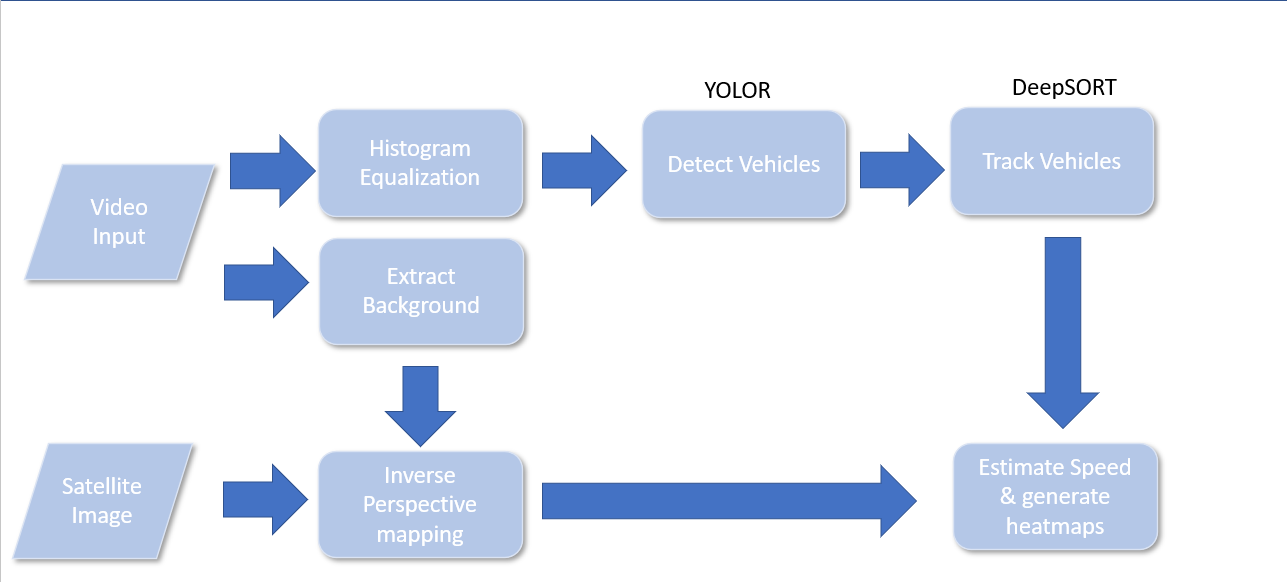 YOLOR
DeepSORT
Histogram
Equalization
Detect Vehicles
Track Vehicles
Video
Input
Extract
Background
Satellite
Image
Inverse
Perspective
mapping
Estimate Speed
& generate
heatmaps